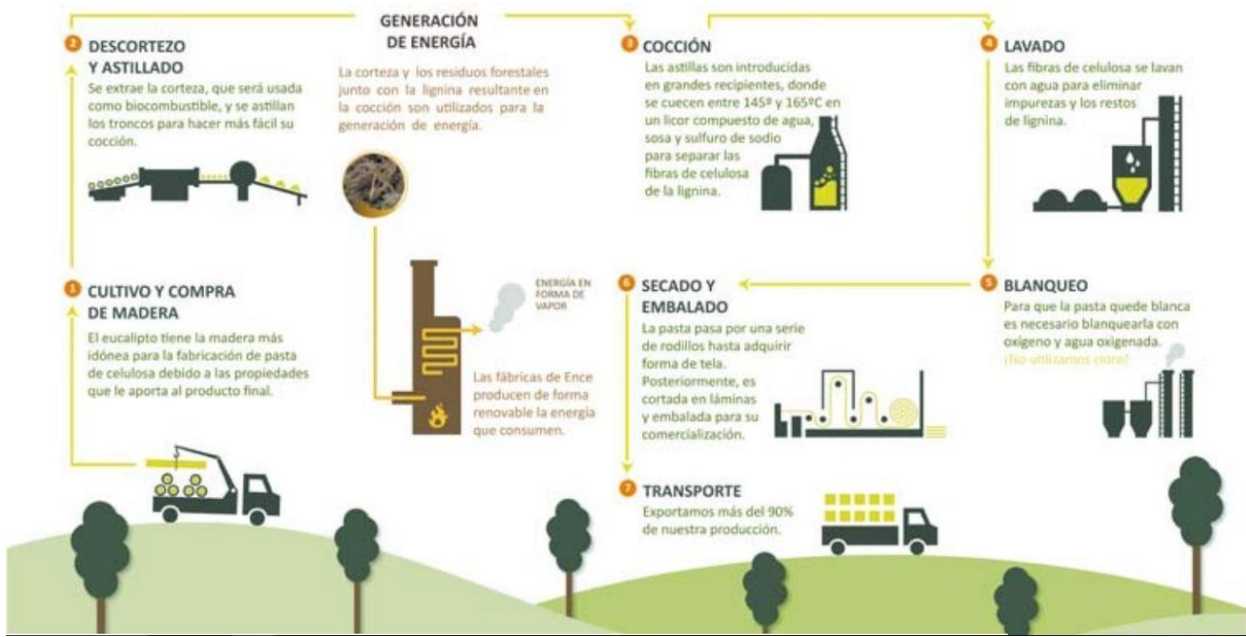 1 CULTIVO Y COMPRA
DE MADERA
El eucalipto tiene la madera más
idónea para la fabricación de pasta
de celulosa debido a las propiedades
que le aporta al producto final.
2 DESCORTEZO
Y ASTILLADO
Se extrae la corteza, que será usada
como biocombustible, y se astillan
los troncos para hacer más fácil su
cocción.
GENERACIÓN
DE ENERGÍA
La corteza y los residuos forestales
junto con la lignina resultante en
la cocción son utilizados para la
generación de energía.
ENERGÍA EN
FORMA DE
VAPOR
Las fábricas de Ence
producen de forma
renovable la energía
que consumen.
3 COCCIÓN
Las astillas son introducidas
en grandes recipientes, donde
se cuecen entre 145º y 165ºC en
un licor compuesto de agua,
sosa y sulfuro de sodio
para separar las
fibras de celulosa
de la lignina.
4 LAVADO
Las fibras de celulosa se lavan
con agua para eliminar
impurezas y los restos
de lignina.
5 BLANQUEO
Para que la pasta quede blanca
es necesario blanquearla con
oxígeno y agua oxigenada.
¡No utilizamos cloro!
6 SECADO Y
EMBALADO
La pasta pasa por una serie
de rodillos hasta adquirir
forma de tela.
Posteriormente, es
cortada en láminas
y embalada para su
comercialización.
7 TRANSPORTE
Exportamos más del 90%
de nuestra producción.